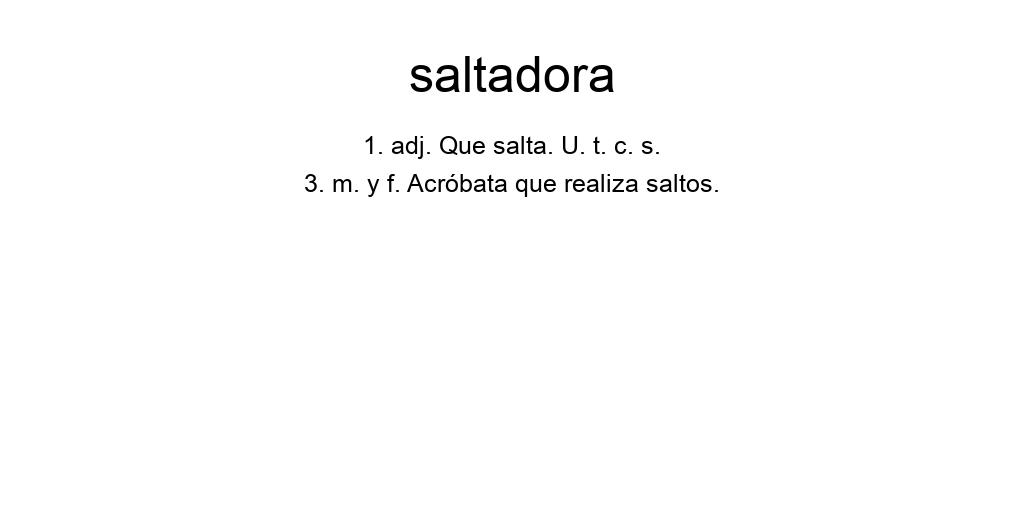 saltadora
1. adj. Que salta. U. t. c. s.
3. m. y f. Acróbata que realiza saltos.